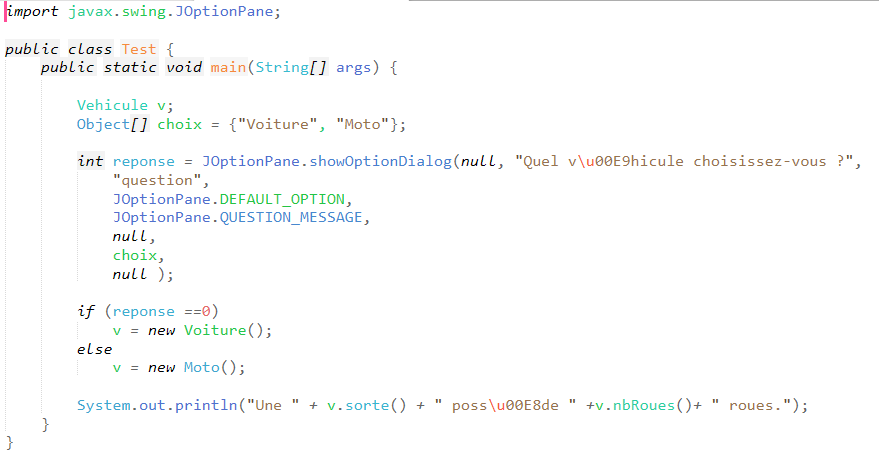 import javax.swing.JOptionPane;

public class Test {
    public static void main(String[] args) {

        Vehicule v;
        Object[] choix = {"Voiture", "Moto"};

        int reponse = JOptionPane.showOptionDialog(null, "Quel v\u00E9hicule choisissez-vous ?",
            "question",
            JOptionPane.DEFAULT_OPTION,
            JOptionPane.QUESTION_MESSAGE,
            null,
            choix,
            null );

        if (reponse ==0)
            v = new Voiture();
        else
            v = new Moto();

        System.out.println("Une " + v.sorte() + " poss\u00E8de " +v.nbRoues()+ " roues.");
    }
}